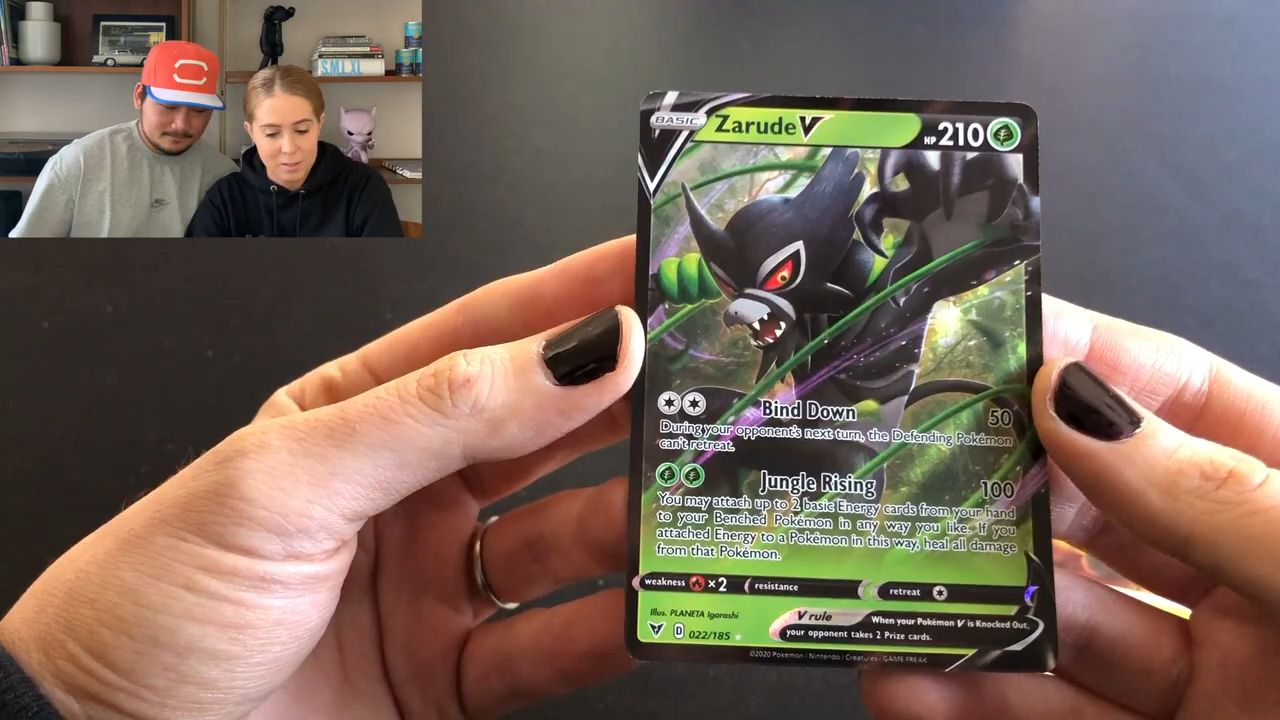 S,M,L,XL
BASIC Zarude V HP 210
Bind Down 50
During your opponent's next turn, the Defending Pokémon
can't retreat.
Jungle Rising 100
You may attach up to 2 basic Energy cards from your hand
to your Benched Pokémon in any way you like. If you
attached Energy to a Pokémon in this way, heal all damage
from that Pokémon.
weakness ×2 resistance retreat
Illus. PLANETA Igarashi
V rule When your Pokémon V is Knocked Out,
your opponent takes 2 Prize cards.
D 022/185
©2020 Pokémon / Nintendo / Creatures / GAME FREAK